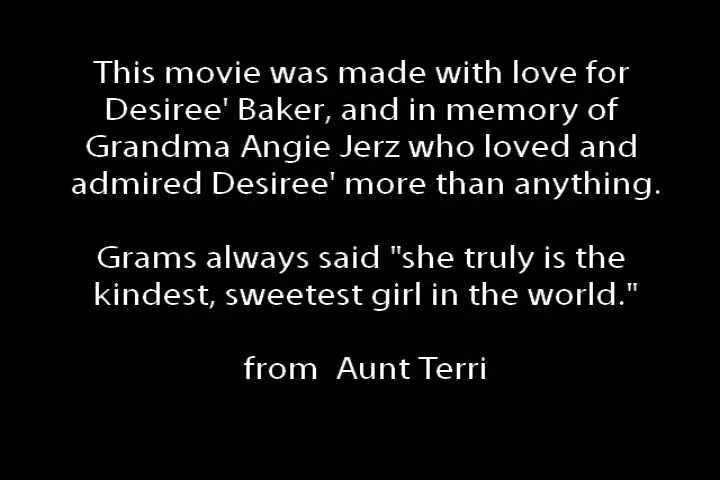 This movie was made with love for
Desiree' Baker, and in memory of
Grandma Angie Jerz who loved and
admired Desiree' more than anything.
Grams always said "she truly is the
kindest, sweetest girl in the world."
from  Aunt Terri